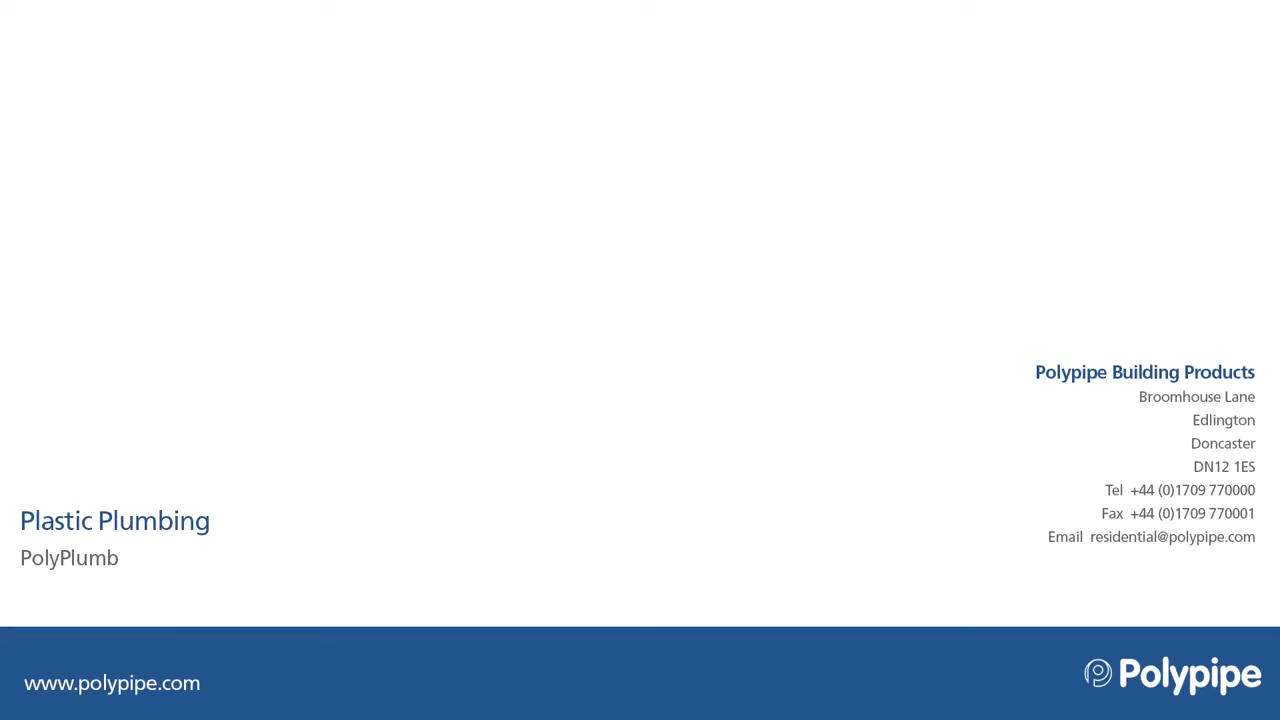 Polypipe Building Products
Broomhouse Lane
Edlington
Doncaster
DN12 1ES
Tel +44 (0)1709 770000
Fax +44 (0)1709 770001
Email residential@polypipe.com
Plastic Plumbing
PolyPlumb
www.polypipe.com
Polypipe